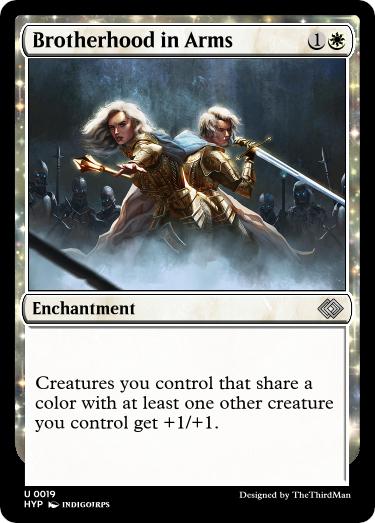 Brotherhood in Arms 1
Enchantment
Creatures you control that share a
color with at least one other creature
you control get +1/+1.
U 0019
HYP INDIGOTRPS
Designed by TheThirdMan